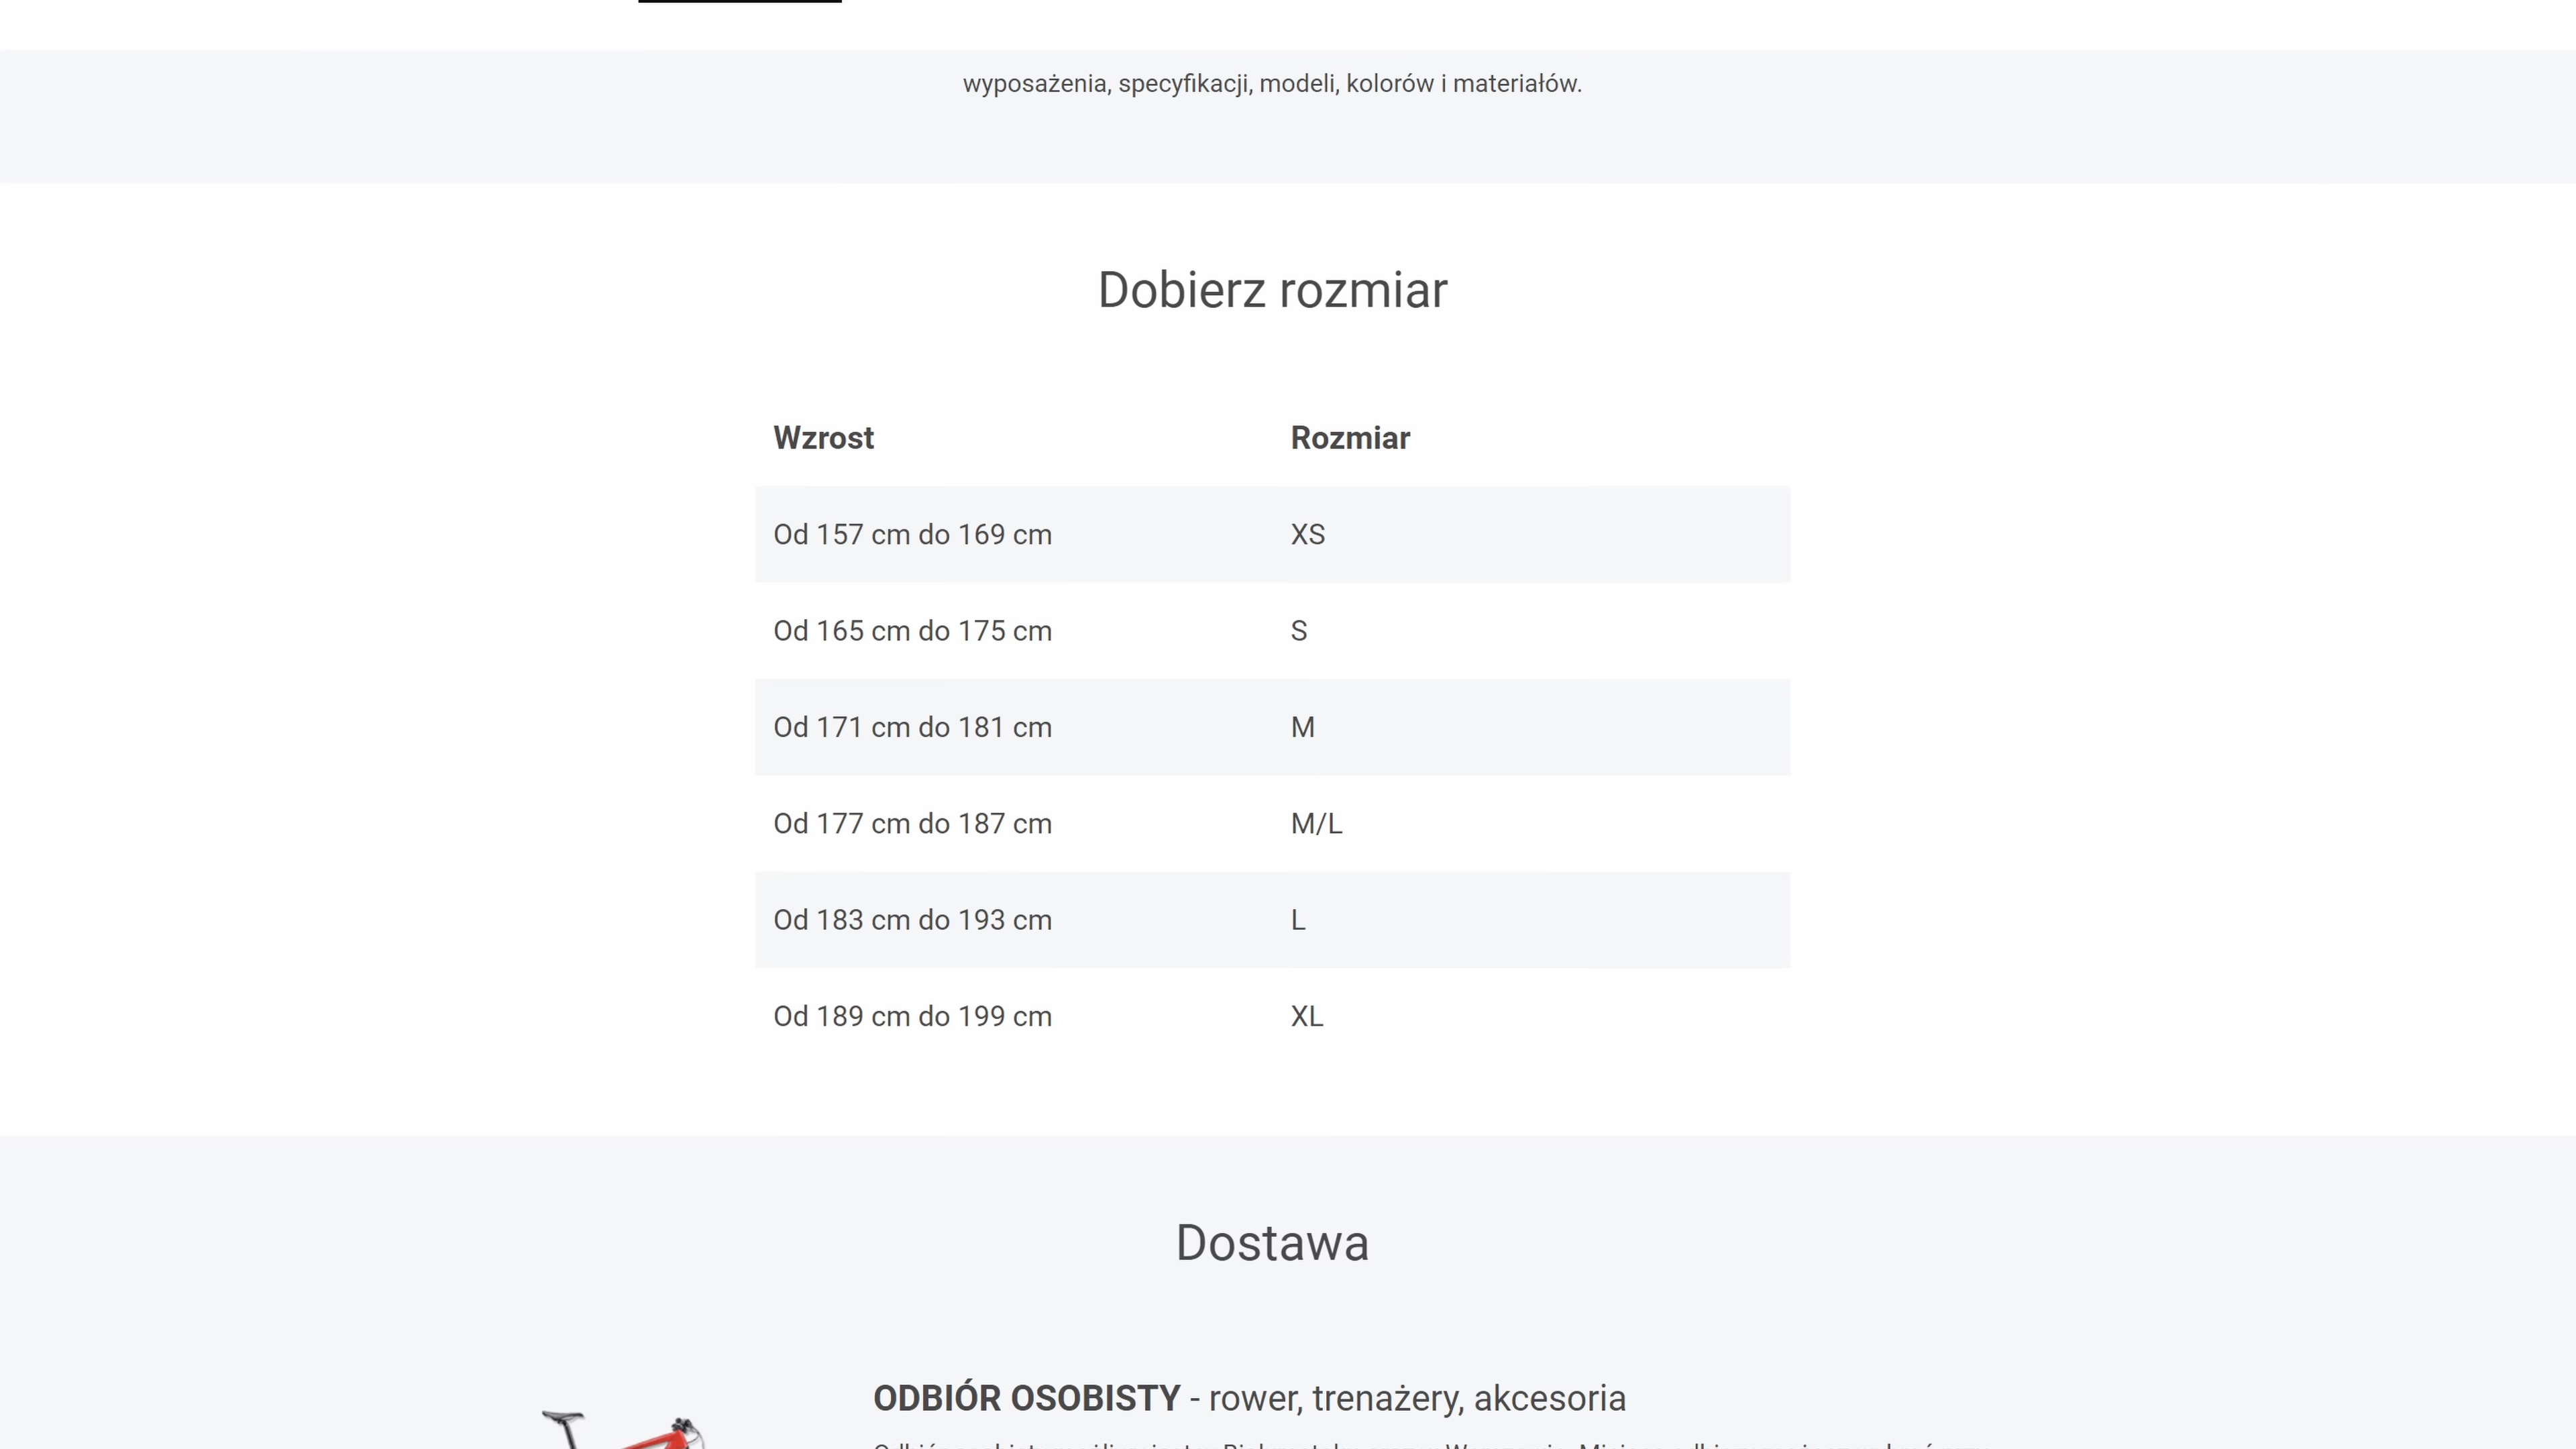 wyposażenia, specyfikacji, modeli, kolorów i materiałów.
Dobierz rozmiar
Wzrost Rozmiar
Od 157 cm do 169 cm XS
Od 165 cm do 175 cm S
Od 171 cm do 181 cm M
Od 177 cm do 187 cm M/L
Od 183 cm do 193 cm L
Od 189 cm do 199 cm XL
Dostawa
ODBIÓR OSOBISTY - rower, trenażery, akcesoria